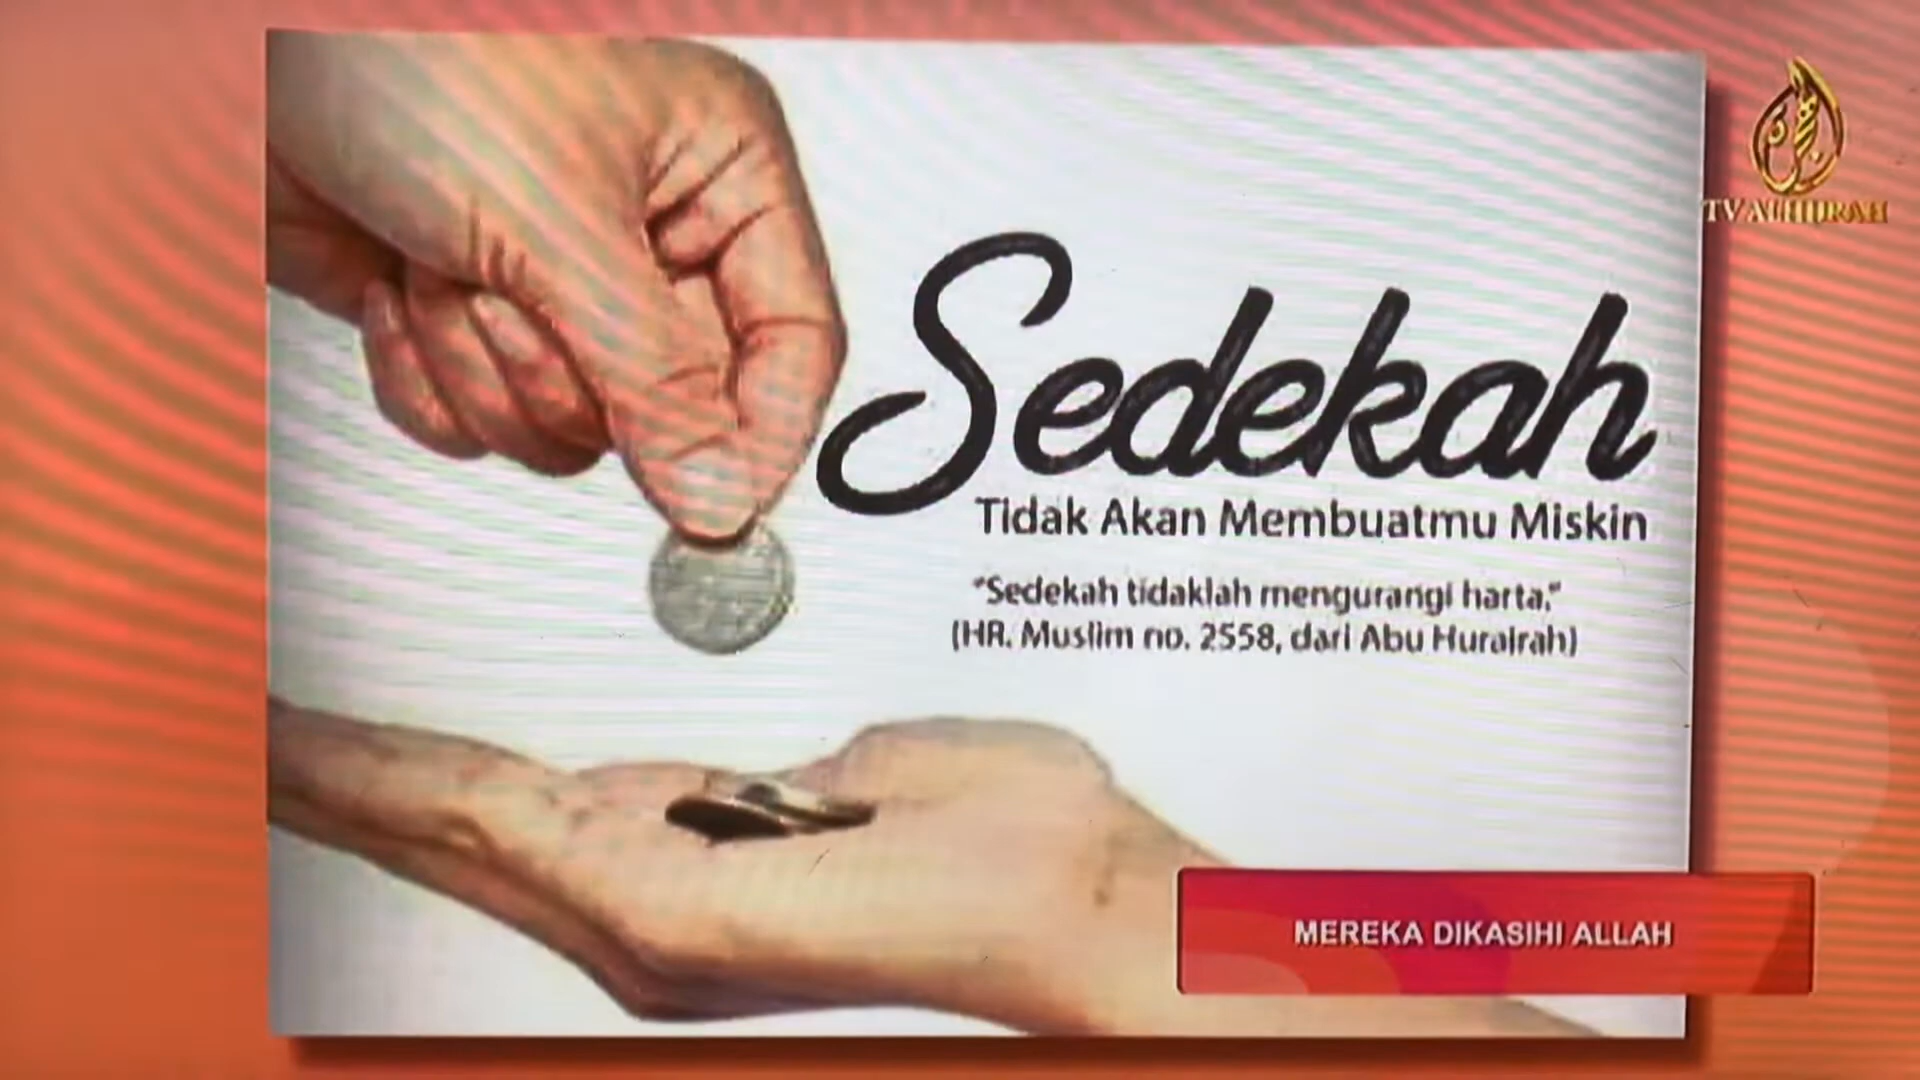 TV ALHIJRAH
Sedekah
Tidak Akan Membuatmu Miskin
"Sedekah tidaklah mengurangi harta."
(HR. Muslim no. 2558, dari Abu Hurairah)
MEREKA DIKASIHI ALLAH